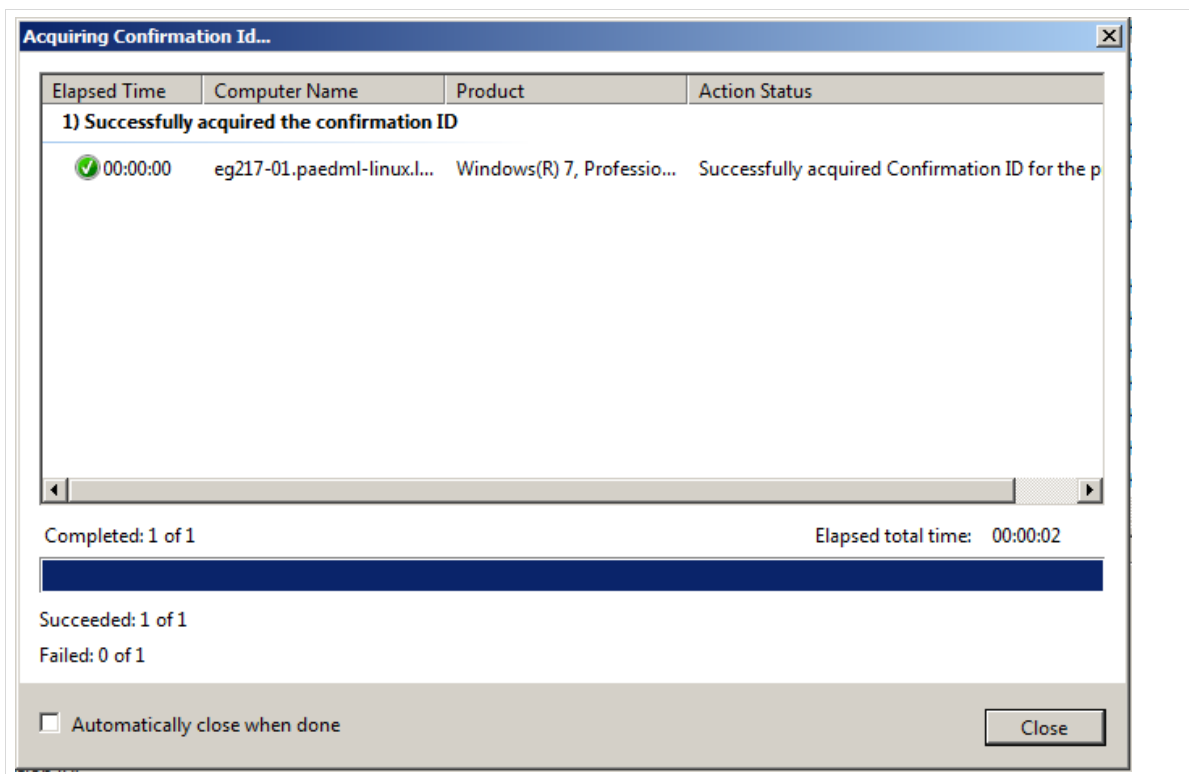 Acquiring Confirmation Id...
Elapsed Time Computer Name Product Action Status
1) Successfully acquired the confirmation ID
00:00:00 eg217-01.paedml-linux.l... Windows(R) 7, Professio... Successfully acquired Confirmation ID for the p
Completed: 1 of 1 Elapsed total time: 00:00:02
Succeeded: 1 of 1
Failed: 0 of 1
Automatically close when done Close